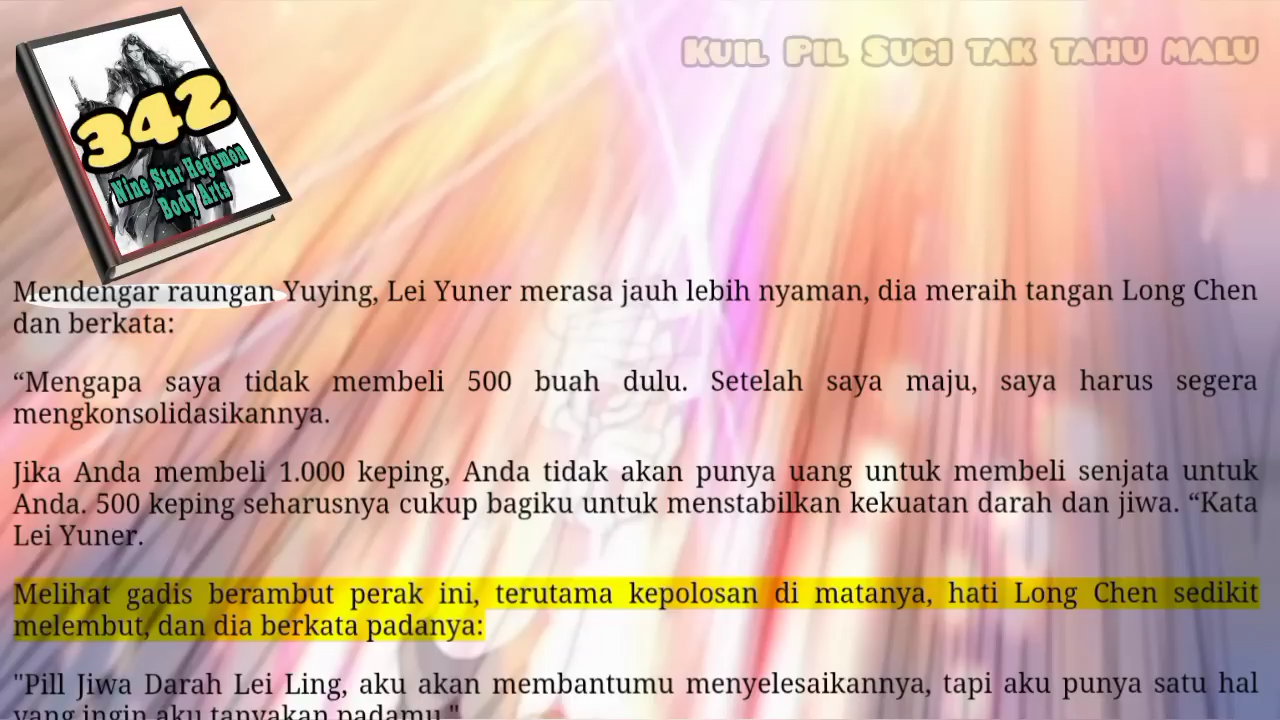 Kuil Pil Suci tak tahu malu
342
Nine Star Hegemon
Body Arts
Mendengar raungan Yuying, Lei Yuner merasa jauh lebih nyaman, dia meraih tangan Long Chen
dan berkata:
“Mengapa saya tidak membeli 500 buah dulu. Setelah saya maju, saya harus segera
mengkonsolidasikannya.
Jika Anda membeli 1.000 keping, Anda tidak akan punya uang untuk membeli senjata untuk
Anda. 500 keping seharusnya cukup bagiku untuk menstabilkan kekuatan darah dan jiwa. “Kata
Lei Yuner.
Melihat gadis berambut perak ini, terutama kepolosan di matanya, hati Long Chen sedikit
melembut, dan dia berkata padanya:
"Pill Jiwa Darah Lei Ling, aku akan membantumu menyelesaikannya, tapi aku punya satu hal
yang ingin aku tanyakan padamu."